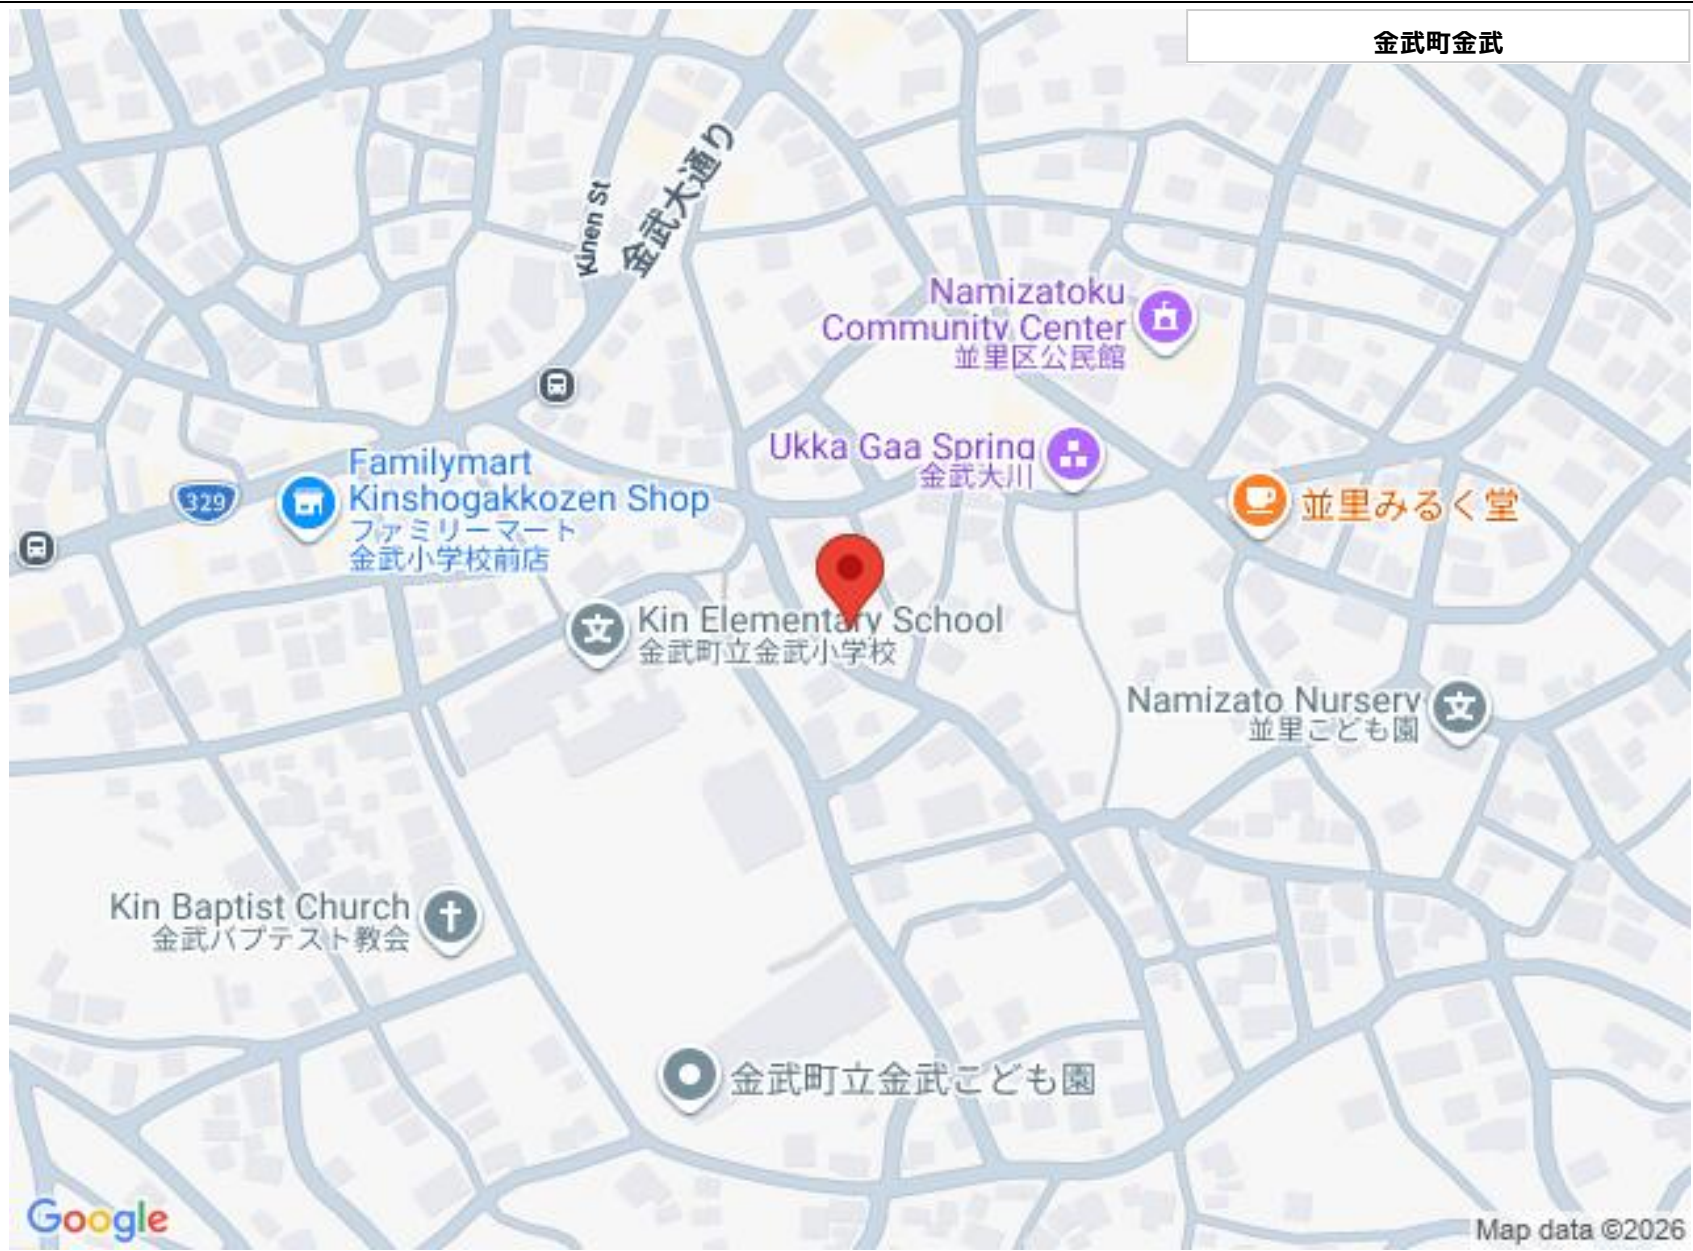 金武町金武
金武大通り
Kinen St
Namizatoku
Community Center
並里区公民館
Ukka Gaa Spring
金武大川
Familymart
Kinshogakkozen Shop
ファミリーマート
金武小学校前店
329
並里みるく堂
Kin Elementary School
金武町立金武小学校
Namizato Nursery
並里こども園
Kin Baptist Church
金武バプテスト教会
金武町立金武こども園
Google
Map data ©2026